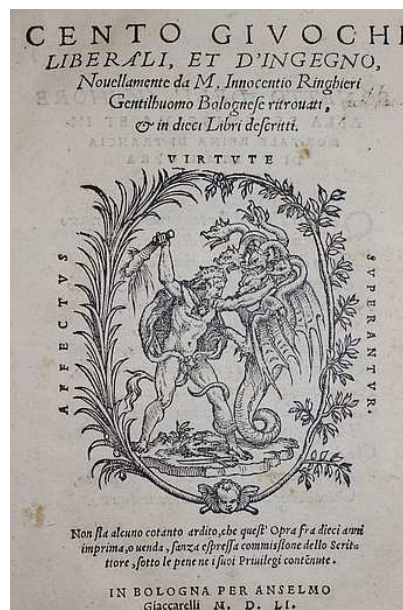 CENTO GIVOCHI
LIBERALI, ET D'INGEGNO,
Nouellamente da M. Innocentio Ringhieri
Gentilhuomo Bolognese ritrouati,
& in dieci Libri descritti.
VIRTVTE
AFFECTVS
SVPERANTVR.
Non sia alcuno cotanto ardito, che quest' Opra fra dieci anni
imprima, o uenda, sanza espressa commissione dello Scrit-
tore, sotto le pene ne i suoi Priuilegi contẽnute.
IN BOLOGNA PER ANSELMO
Giaccarelli M. D. LI.